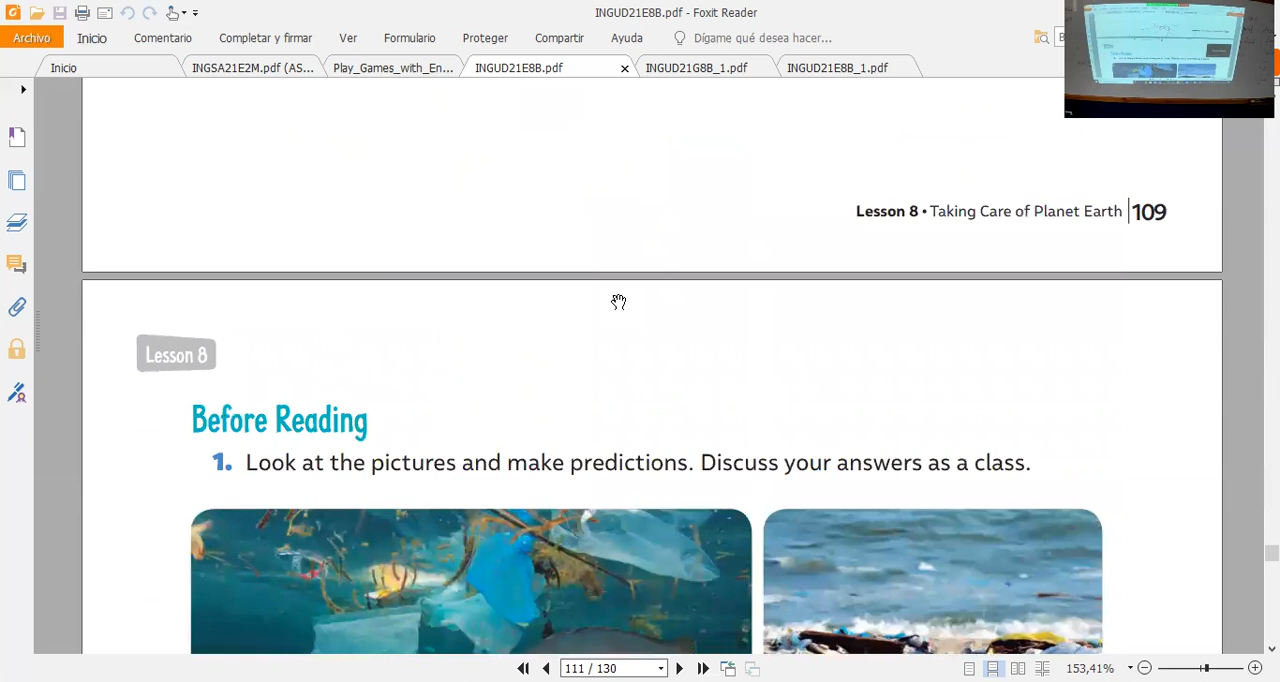 INGUD21E8B.pdf - Foxit Reader
Archivo Inicio Comentario Completar y firmar Ver Formulario Proteger Compartir Ayuda Dígame qué desea hacer...
Inicio INGSA21E2M.pdf (AS... Play_Games_with_En... INGUD21E8B.pdf INGUD21G8B_1.pdf INGUD21E8B_1.pdf
Lesson 8 • Taking Care of Planet Earth 109
Lesson 8
Before Reading
1. Look at the pictures and make predictions. Discuss your answers as a class.
111 / 130 153,41%